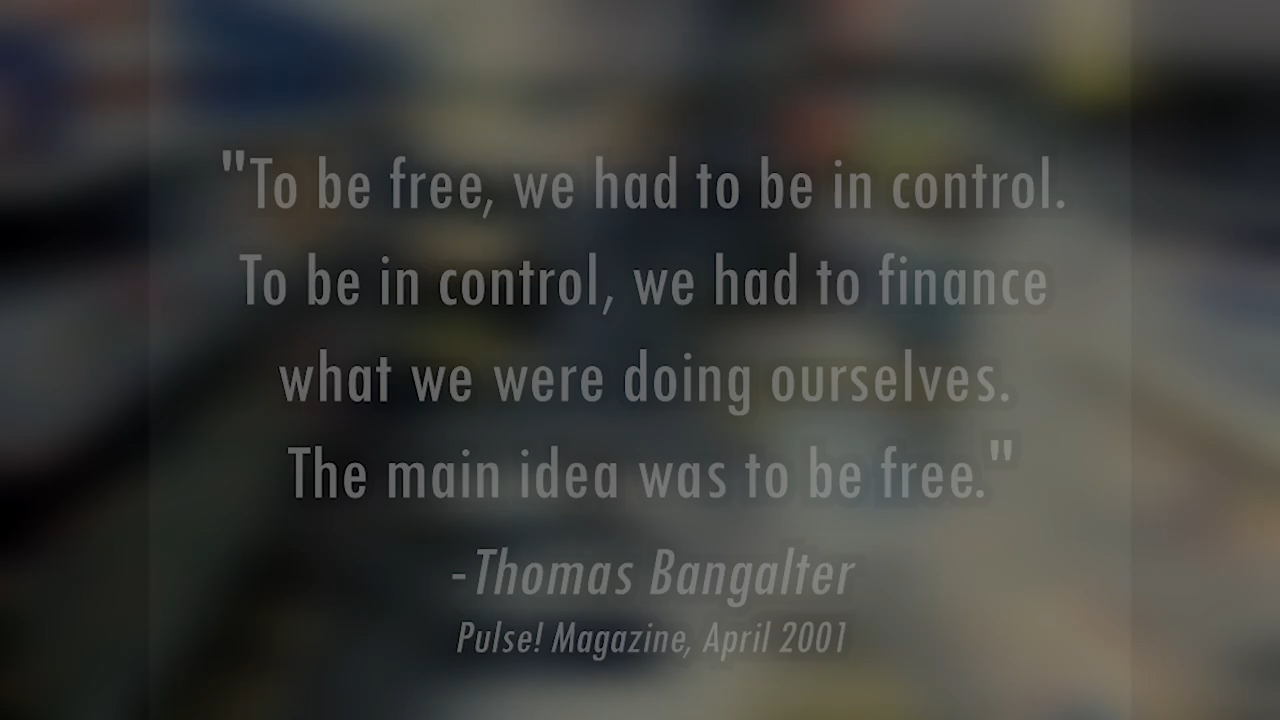 "To be free, we had to be in control.
To be in control, we had to finance
what we were doing ourselves.
The main idea was to be free."
-Thomas Bangalter
Pulse! Magazine, April 2001